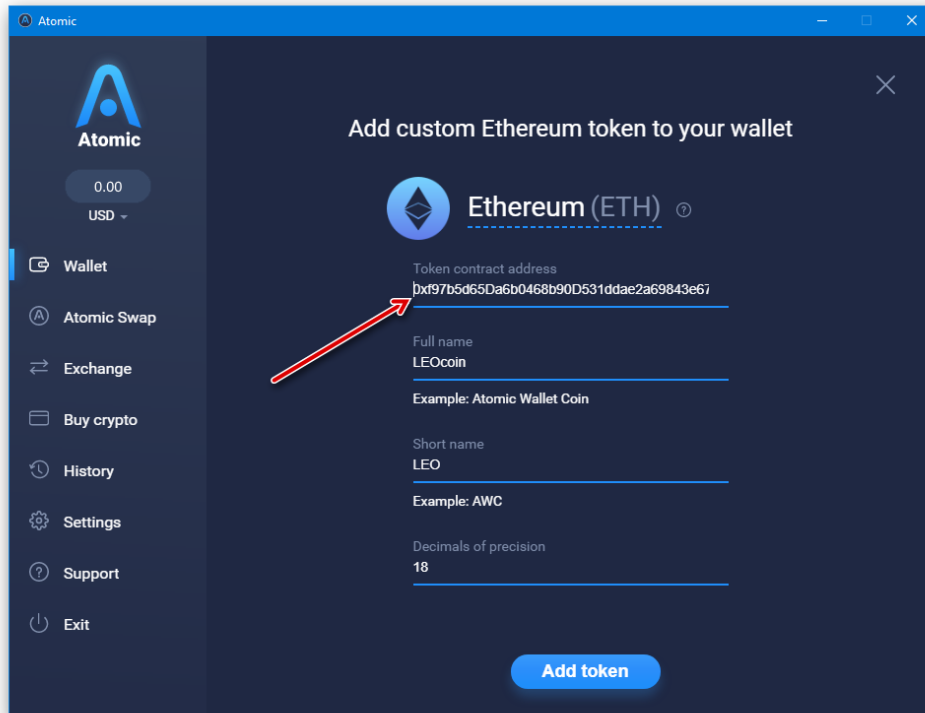 Atomic
Atomic
0.00
USD
Wallet
Atomic Swap
Exchange
Buy crypto
History
Settings
Support
Exit
Add custom Ethereum token to your wallet
Ethereum (ETH) ?
Token contract address
0xf97b5d65Da6b0468b90D531ddae2a69843e67
Full name
LEOcoin
Example: Atomic Wallet Coin
Short name
LEO
Example: AWC
Decimals of precision
18
Add token